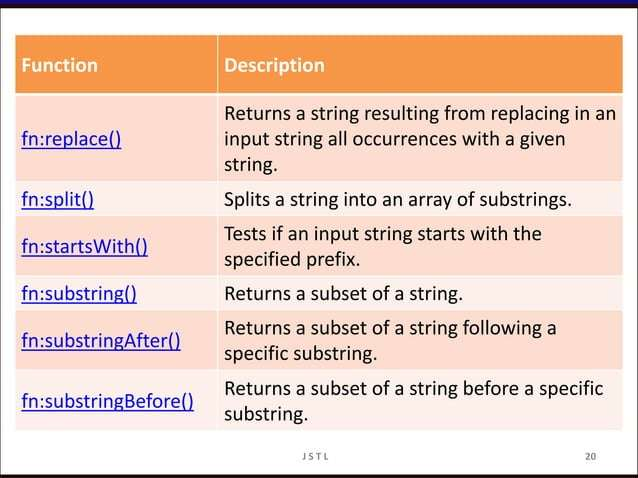 Function Description
fn:replace() Returns a string resulting from replacing in an
input string all occurrences with a given
string.
fn:split() Splits a string into an array of substrings.
fn:startsWith() Tests if an input string starts with the
specified prefix.
fn:substring() Returns a subset of a string.
fn:substringAfter() Returns a subset of a string following a
specific substring.
fn:substringBefore() Returns a subset of a string before a specific
substring.
J S T L 20